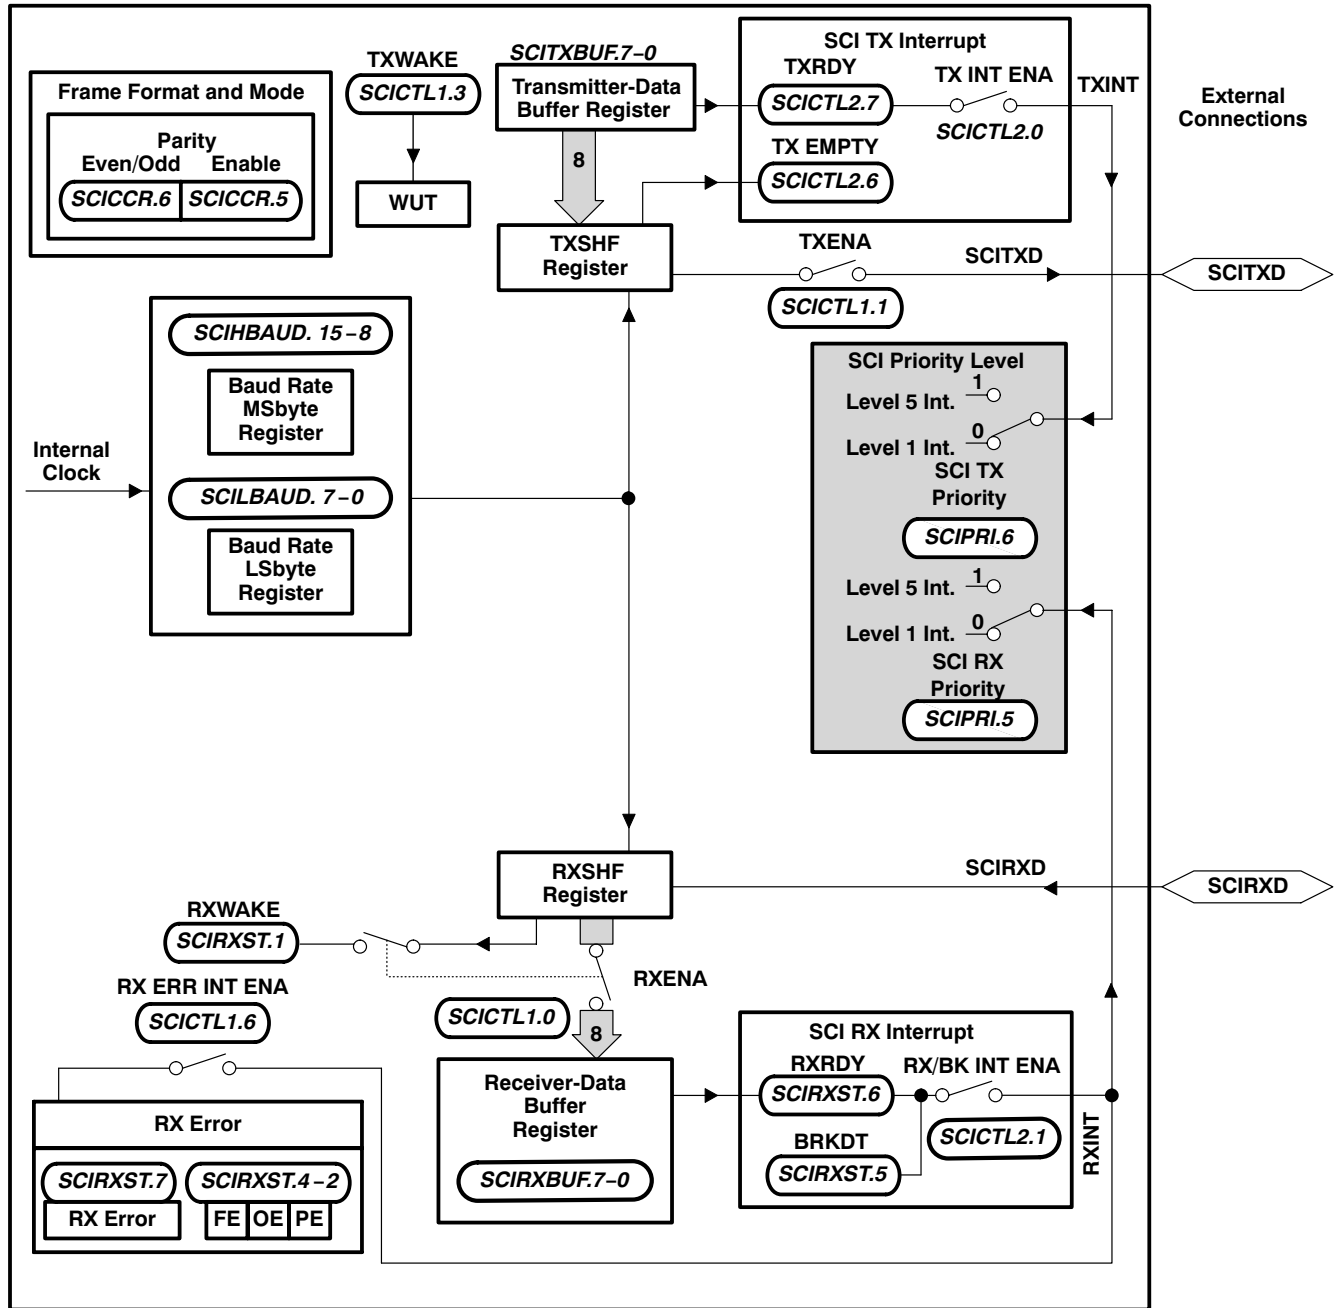 SCITXBUF.7–0
SCI TX Interrupt
TXWAKE
TXRDY
TX INT ENA
TXINT
Frame Format and Mode
SCICTL1.3
Transmitter-Data
Buffer Register
SCICTL2.7
SCICTL2.0
External
Connections
Parity
Even/Odd
Enable
SCICCR.6
SCICCR.5
8
TX EMPTY
SCICTL2.6
WUT
TXSHF
Register
TXENA
SCITXD
SCITXD
SCICTL1.1
SCIHBAUD. 15–8
Baud Rate
MSbyte
Register
Internal
Clock
SCILBAUD. 7–0
Baud Rate
LSbyte
Register
SCI Priority Level
1
Level 5 Int.
0
Level 1 Int.
SCI TX
Priority
SCIPRI.6
1
Level 5 Int.
0
Level 1 Int.
SCI RX
Priority
SCIPRI.5
RXSHF
Register
SCIRXD
SCIRXD
RXWAKE
SCIRXST.1
RXENA
RX ERR INT ENA
SCICTL1.6
SCICTL1.0
8
SCI RX Interrupt
RXRDY
RX/BK INT ENA
SCIRXST.6
SCICTL2.1
BRKDT
SCIRXST.5
RXINT
Receiver-Data
Buffer
Register
SCIRXBUF.7–0
RX Error
SCIRXST.7
SCIRXST.4–2
RX Error
FE
OE
PE